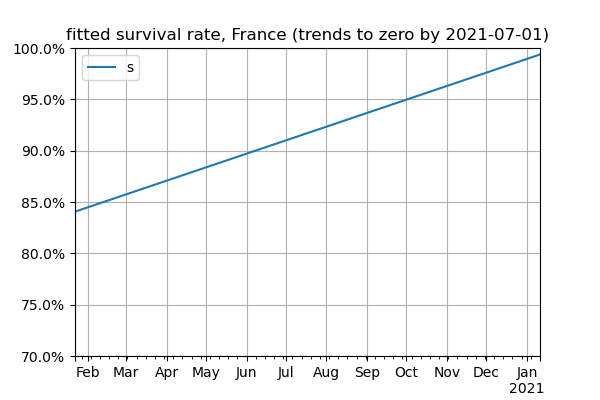 fitted survival rate, France (trends to zero by 2021-07-01)
100.0%
95.0%
90.0%
85.0%
80.0%
75.0%
70.0%
s
Feb Mar Apr May Jun Jul Aug Sep Oct Nov Dec Jan
2021